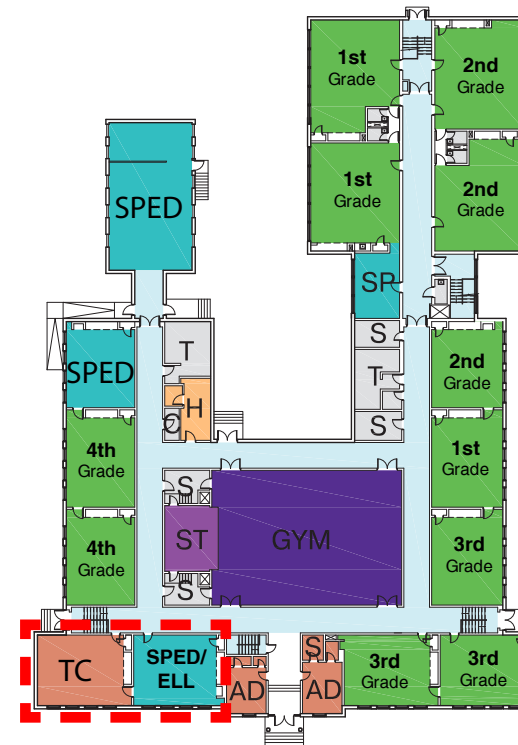 1st
Grade
2nd
Grade
1st
Grade
2nd
Grade
SPED
SP
S
T
S
T
H
C
SPED
2nd
Grade
4th
Grade
1st
Grade
4th
Grade
3rd
Grade
S
ST
GYM
S
TC
SPED/
ELL
AD
S
AD
3rd
Grade
3rd
Grade